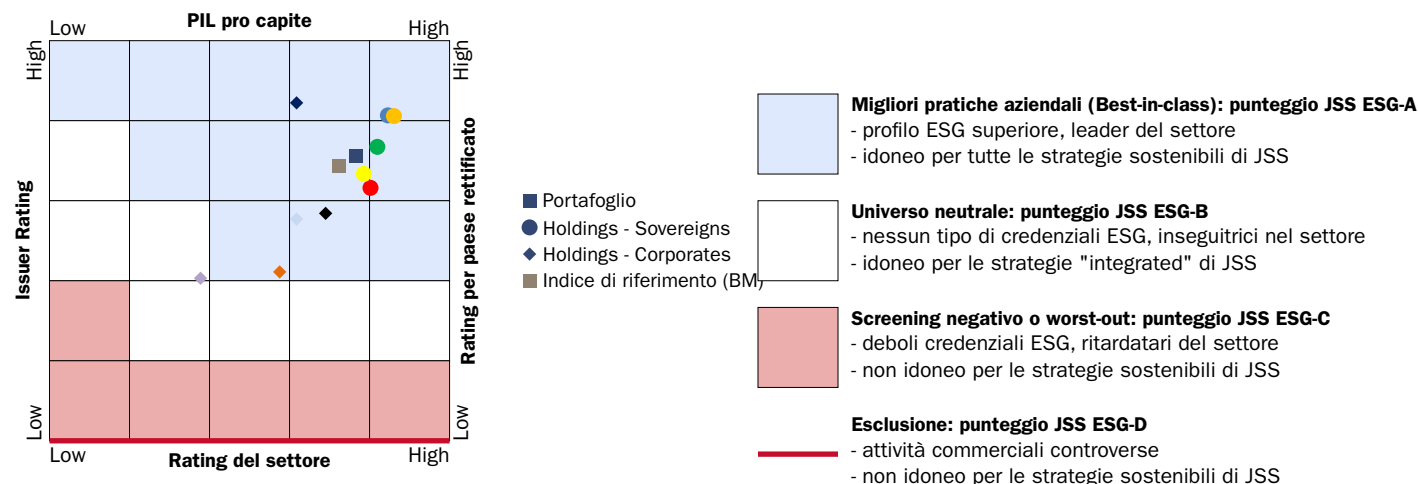 PIL pro capite
Low
High
High
High
Issuer Rating
Rating per paese rettificato
Low
Low
Low
High
Rating del settore
Portafoglio
Holdings - Sovereigns
Holdings - Corporates
Indice di riferimento (BM)
Migliori pratiche aziendali (Best-in-class): punteggio JSS ESG-A
- profilo ESG superiore, leader del settore
- idoneo per tutte le strategie sostenibili di JSS
Universo neutrale: punteggio JSS ESG-B
- nessun tipo di credenziali ESG, inseguitrici nel settore
- idoneo per le strategie "integrated" di JSS
Screening negativo o worst-out: punteggio JSS ESG-C
- deboli credenziali ESG, ritardatari del settore
- non idoneo per le strategie sostenibili di JSS
Esclusione: punteggio JSS ESG-D
- attività commerciali controverse
- non idoneo per le strategie sostenibili di JSS